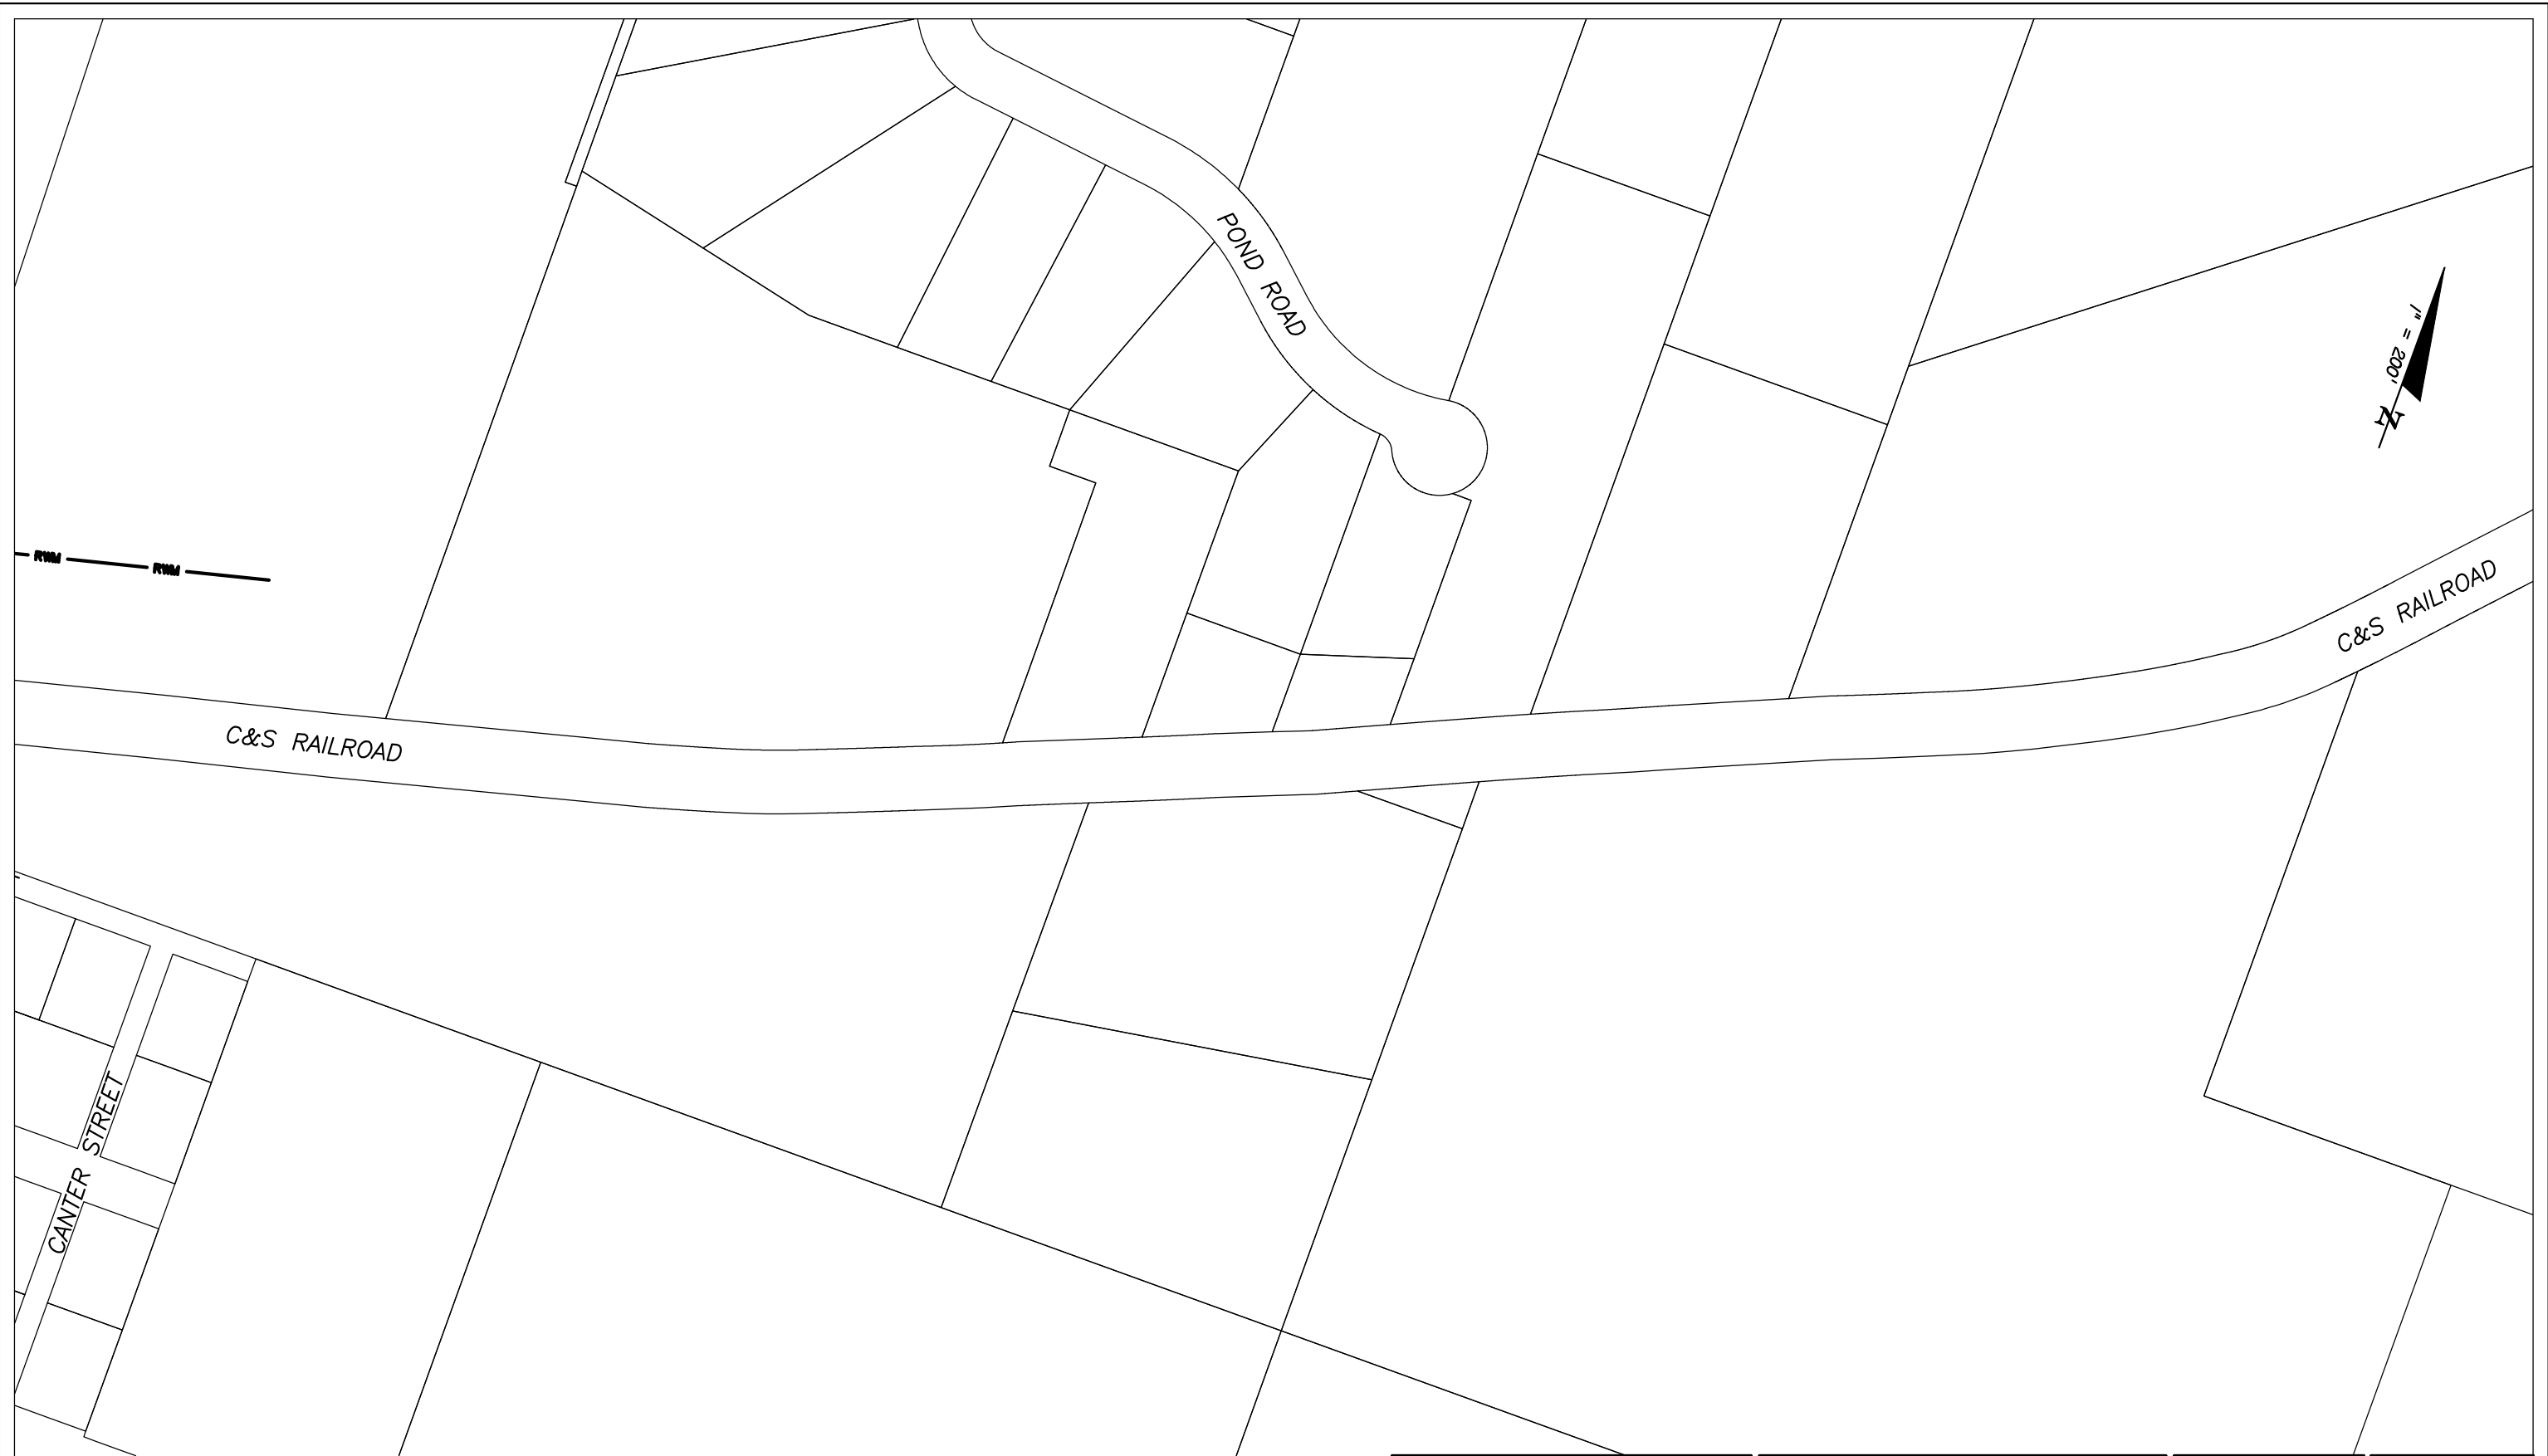 POND ROAD
1" = 200'
N
RWM RWM
C&S RAILROAD
C&S RAILROAD
CANTER STREET